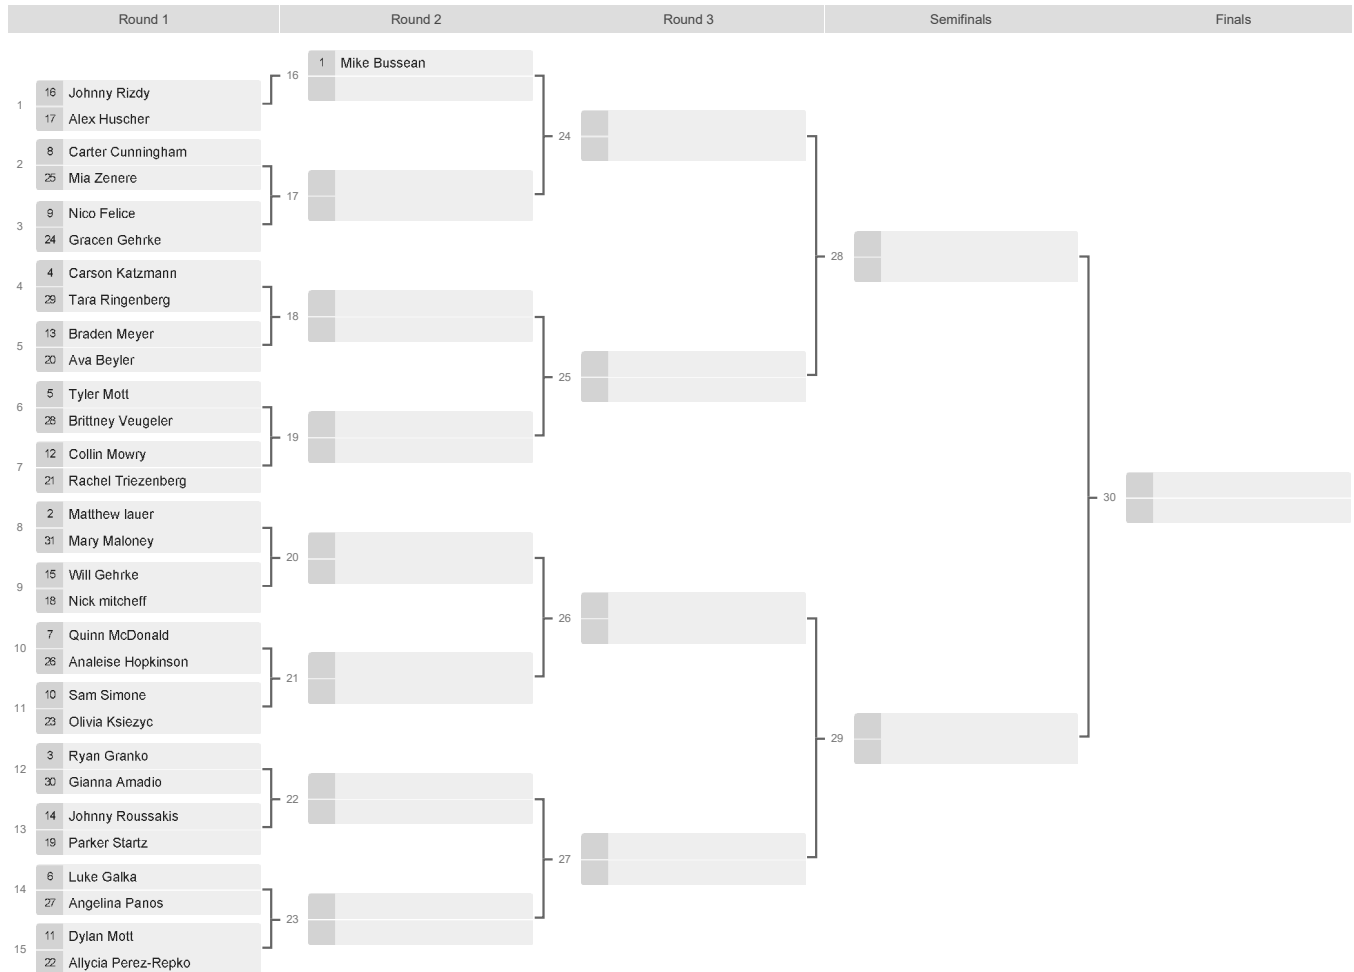 Round 1 Round 2 Round 3 Semifinals Finals
1
16 Johnny Rizdy
17 Alex Huscher
2
8 Carter Cunningham
25 Mia Zenere
3
9 Nico Felice
24 Gracen Gehrke
4
4 Carson Katzmann
29 Tara Ringenberg
5
13 Braden Meyer
20 Ava Beyler
6
5 Tyler Mott
28 Brittney Veugeler
7
12 Collin Mowry
21 Rachel Triezenberg
8
2 Matthew lauer
31 Mary Maloney
9
15 Will Gehrke
18 Nick mitcheff
10
7 Quinn McDonald
26 Analeise Hopkinson
11
10 Sam Simone
23 Olivia Ksiezyc
12
3 Ryan Granko
30 Gianna Amadio
13
14 Johnny Roussakis
19 Parker Startz
14
6 Luke Galka
27 Angelina Panos
15
11 Dylan Mott
22 Allycia Perez-Repko
16
1 Mike Bussean
17
18
19
20
21
22
23
24
25
26
27
28
29
30